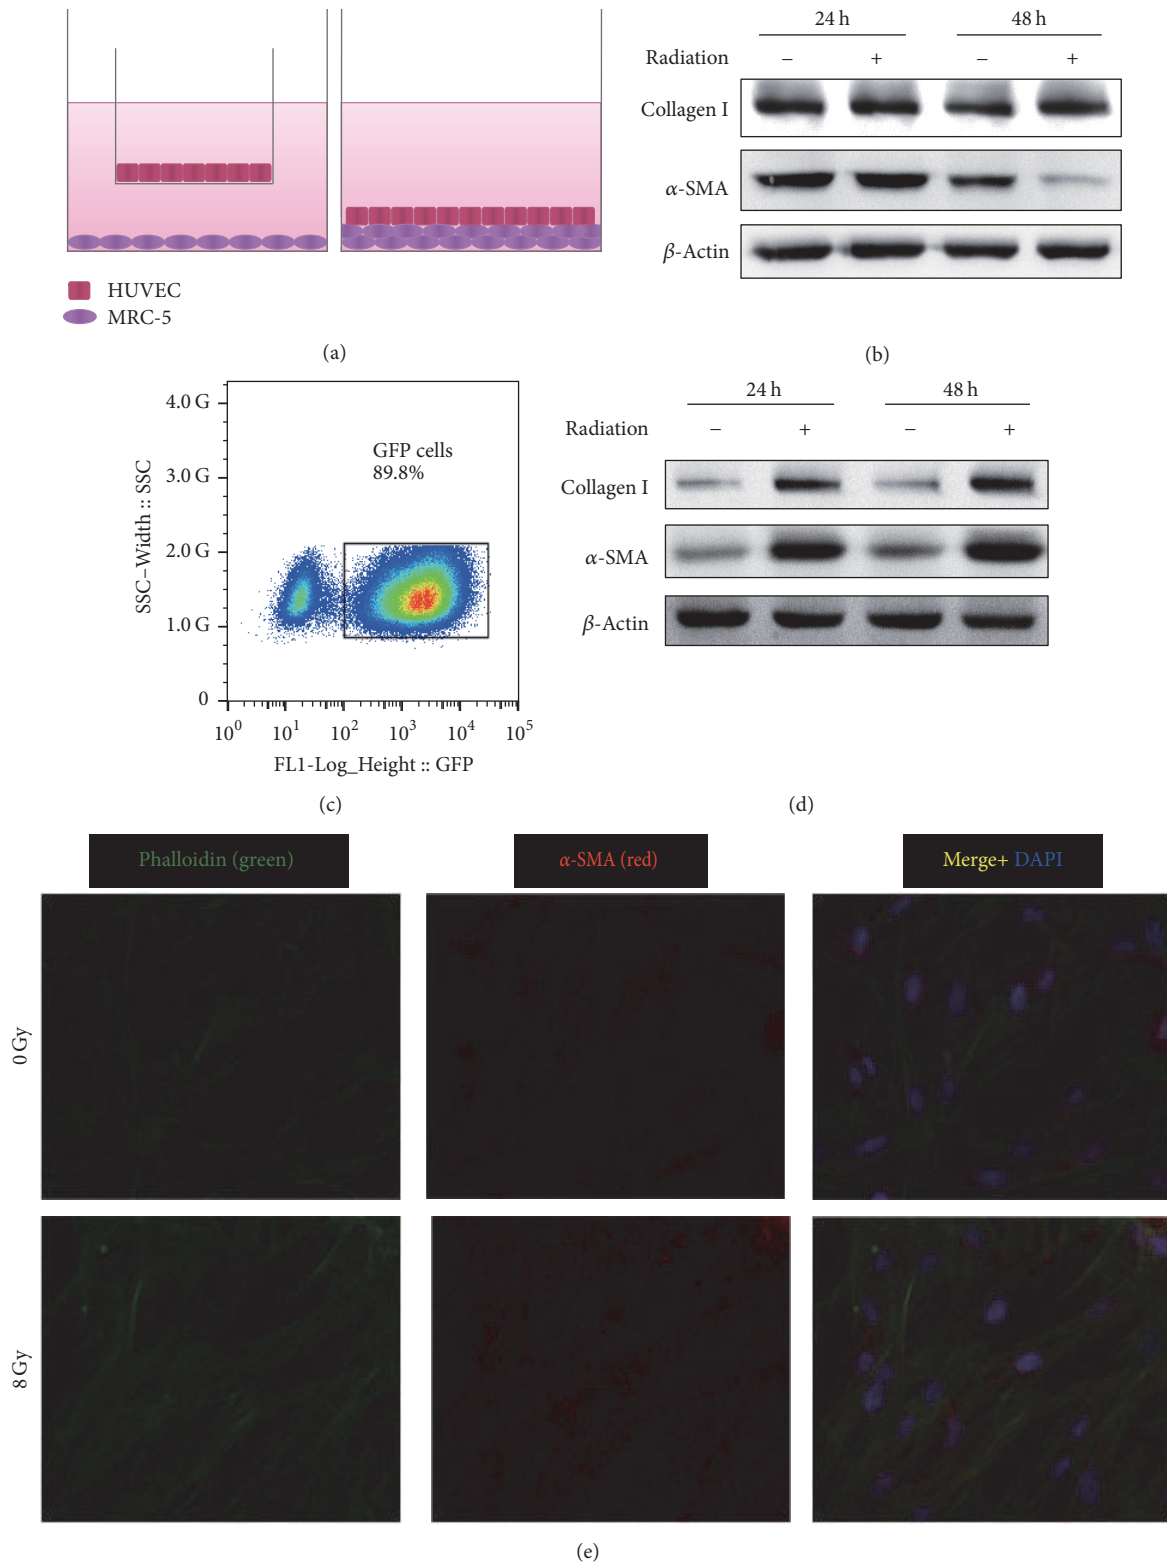 HUVEC
MRC-5
(a)
24 h 48 h
Radiation − + − +
Collagen I
α-SMA
β-Actin
(b)
4.0 G
3.0 G
2.0 G
1.0 G
0
SSC−Width :: SSC
GFP cells
89.8%
10^0 10^1 10^2 10^3 10^4 10^5
FL1-Log_Height :: GFP
(c)
24 h 48 h
Radiation − + − +
Collagen I
α-SMA
β-Actin
(d)
Phalloidin (green) α-SMA (red) Merge+ DAPI
0 Gy
8 Gy
(e)